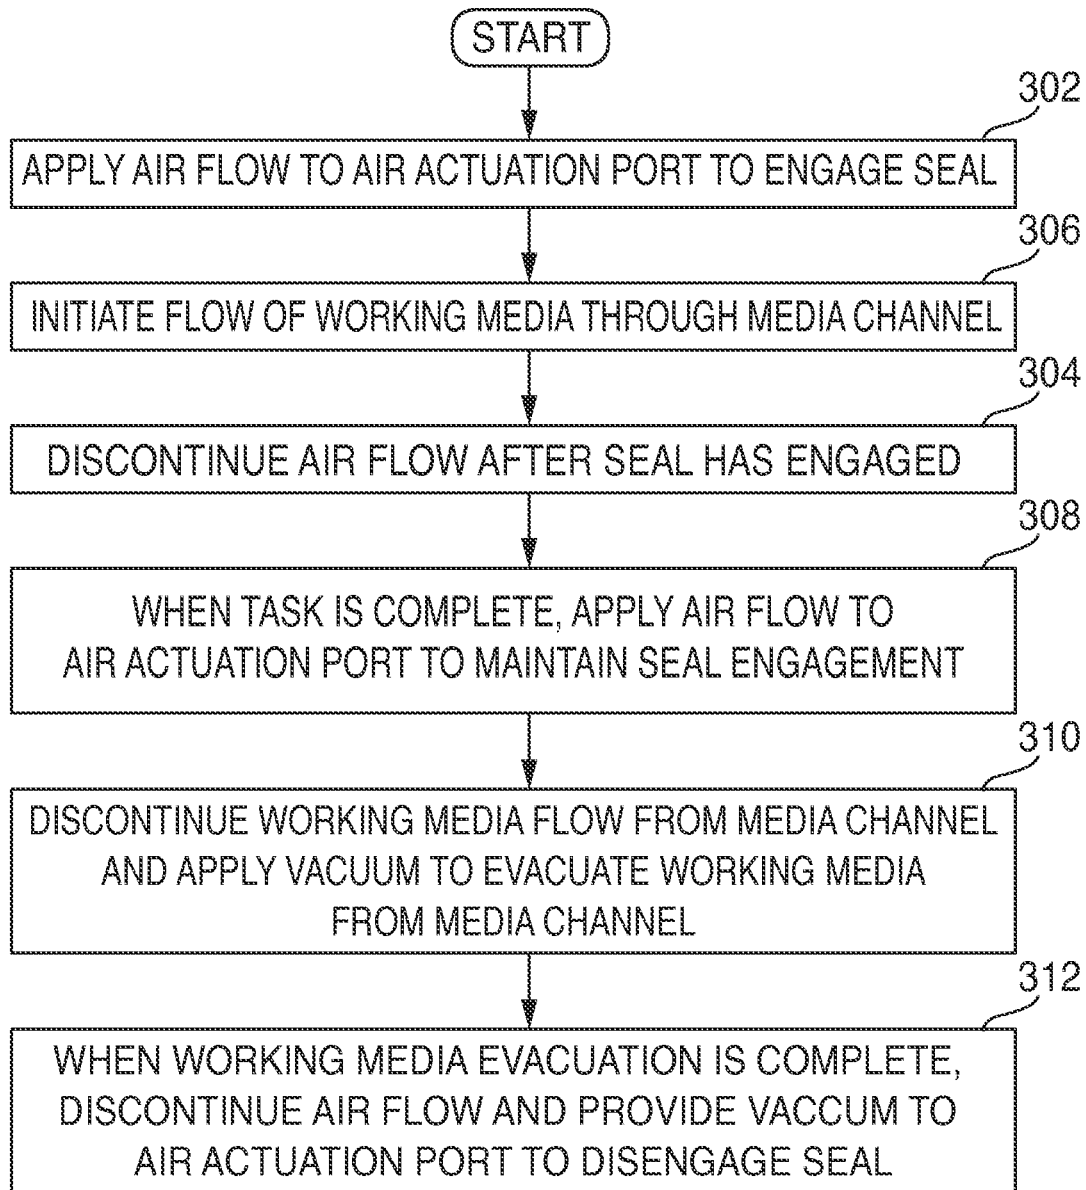 START
302
APPLY AIR FLOW TO AIR ACTUATION PORT TO ENGAGE SEAL
306
INITIATE FLOW OF WORKING MEDIA THROUGH MEDIA CHANNEL
304
DISCONTINUE AIR FLOW AFTER SEAL HAS ENGAGED
308
WHEN TASK IS COMPLETE, APPLY AIR FLOW TO
AIR ACTUATION PORT TO MAINTAIN SEAL ENGAGEMENT
310
DISCONTINUE WORKING MEDIA FLOW FROM MEDIA CHANNEL
AND APPLY VACUUM TO EVACUATE WORKING MEDIA
FROM MEDIA CHANNEL
312
WHEN WORKING MEDIA EVACUATION IS COMPLETE,
DISCONTINUE AIR FLOW AND PROVIDE VACCUM TO
AIR ACTUATION PORT TO DISENGAGE SEAL